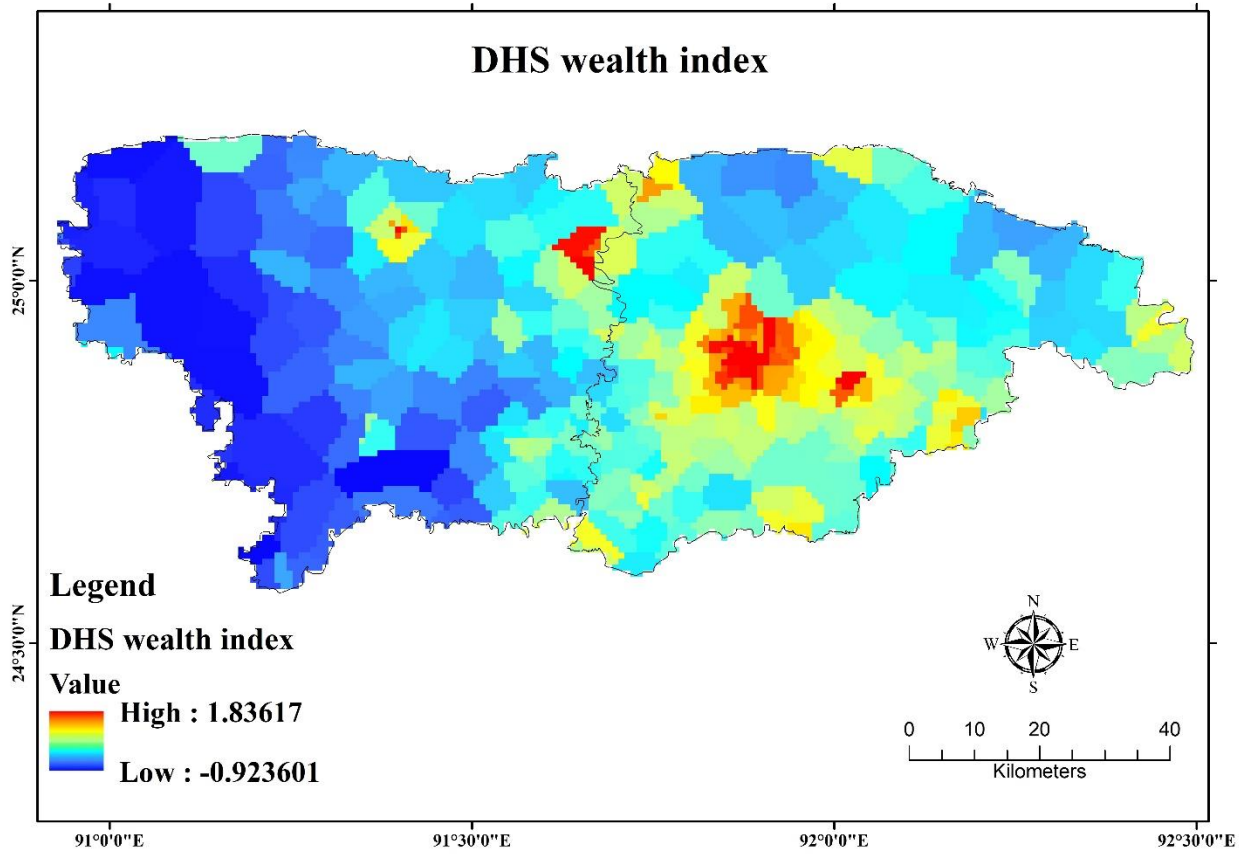 DHS wealth index
25°0'0"N
24°30'0"N
Legend
DHS wealth index
Value
High : 1.83617
Low : -0.923601
N
W E
S
0 10 20 40
Kilometers
91°0'0"E 91°30'0"E 92°0'0"E 92°30'0"E